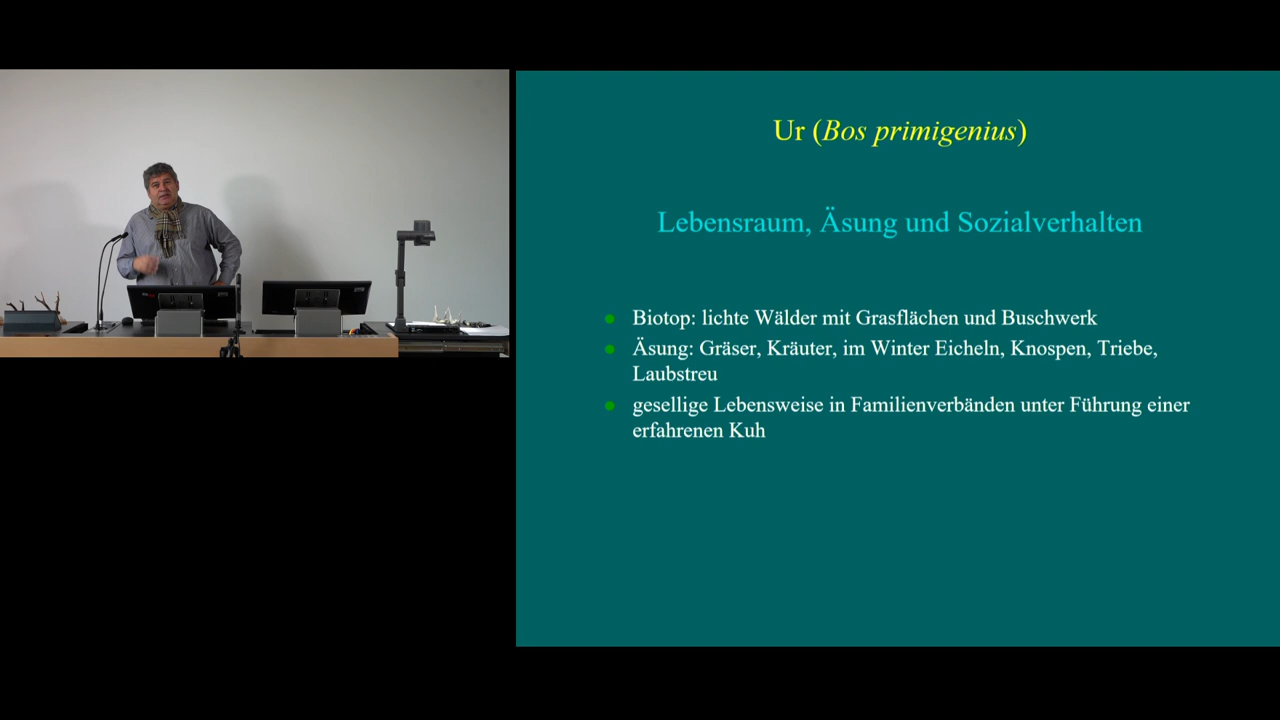 Ur (Bos primigenius)
Lebensraum, Äsung und Sozialverhalten
Biotop: lichte Wälder mit Grasflächen und Buschwerk
Äsung: Gräser, Kräuter, im Winter Eicheln, Knospen, Triebe,
Laubstreu
gesellige Lebensweise in Familienverbänden unter Führung einer
erfahrenen Kuh